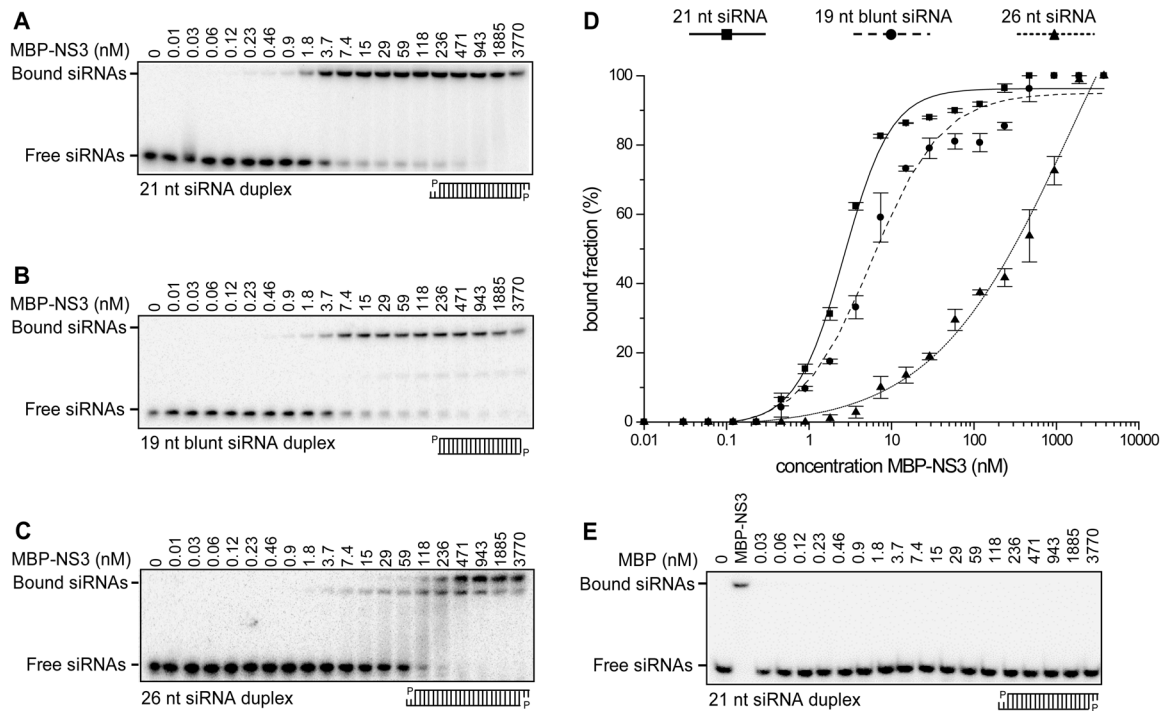 A
MBP-NS3 (nM) 0 0.01 0.03 0.06 0.12 0.23 0.46 0.9 1.8 3.7 7.4 15 29 59 118 236 471 943 1885 3770
Bound siRNAs
Free siRNAs
21 nt siRNA duplex
P
P
B
MBP-NS3 (nM) 0 0.01 0.03 0.06 0.12 0.23 0.46 0.9 1.8 3.7 7.4 15 29 59 118 236 471 943 1885 3770
Bound siRNAs
Free siRNAs
19 nt blunt siRNA duplex
P
P
C
MBP-NS3 (nM) 0 0.01 0.03 0.06 0.12 0.23 0.46 0.9 1.8 3.7 7.4 15 29 59 118 236 471 943 1885 3770
Bound siRNAs
Free siRNAs
26 nt siRNA duplex
P
P
D
21 nt siRNA 19 nt blunt siRNA 26 nt siRNA
100
80
60
40
20
0
bound fraction (%)
0.01 0.1 1 10 100 1000 10000
concentration MBP-NS3 (nM)
E
MBP (nM) 0 MBP-NS3 0.03 0.06 0.12 0.23 0.46 0.9 1.8 3.7 7.4 15 29 59 118 236 471 943 1885 3770
Bound siRNAs
Free siRNAs
21 nt siRNA duplex
P
P